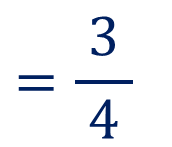 = 3/4